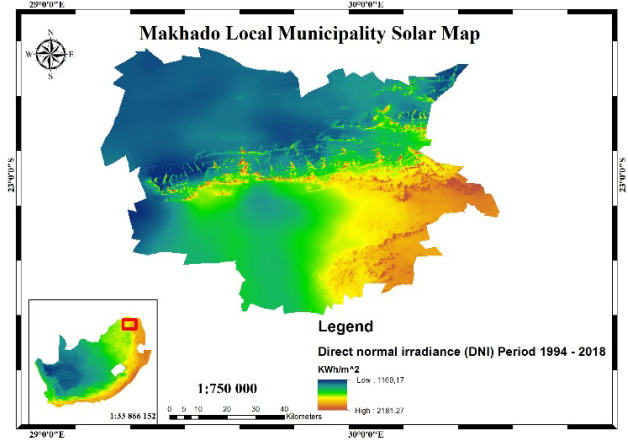 29°0'0"E 30°0'0"E
Makhado Local Municipality Solar Map
N
W E
S
23°0'0"S 23°0'0"S
Legend
Direct normal irradiance (DNI) Period 1994 - 2018
KWh/m^2
Low : 1169,17
High : 2181.27
1:750 000
0 5 10 20 30 40
Kilometers
1:33 866 152
29°0'0"E 30°0'0"E